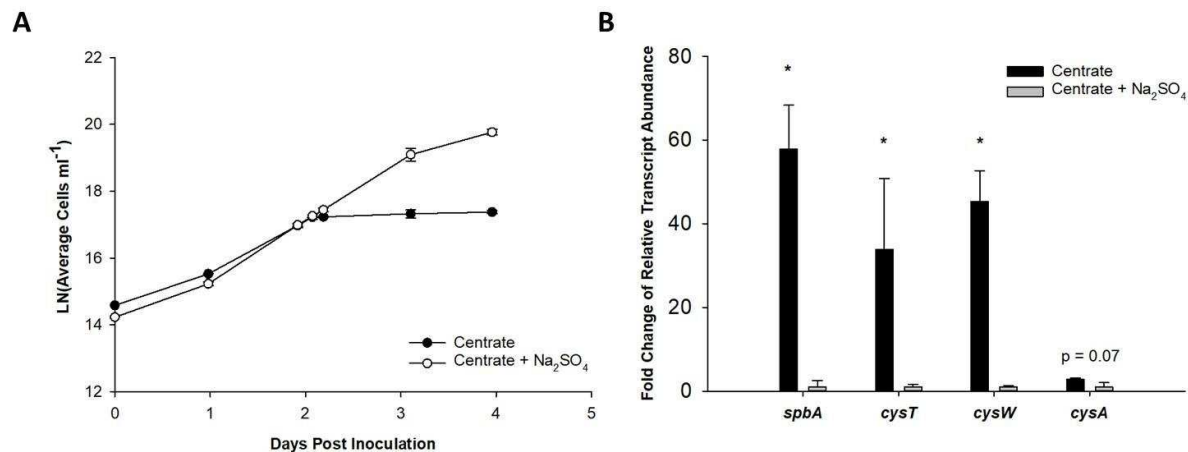 A
22
20
18
16
14
12
LN(Average Cells ml⁻¹)
0 1 2 3 4 5
Days Post Inoculation
Centrate
Centrate + Na₂SO₄
B
80
60
40
20
0
Fold Change of Relative Transcript Abundance
Centrate
Centrate + Na₂SO₄
*
*
*
p = 0.07
spbA cysT cysW cysA